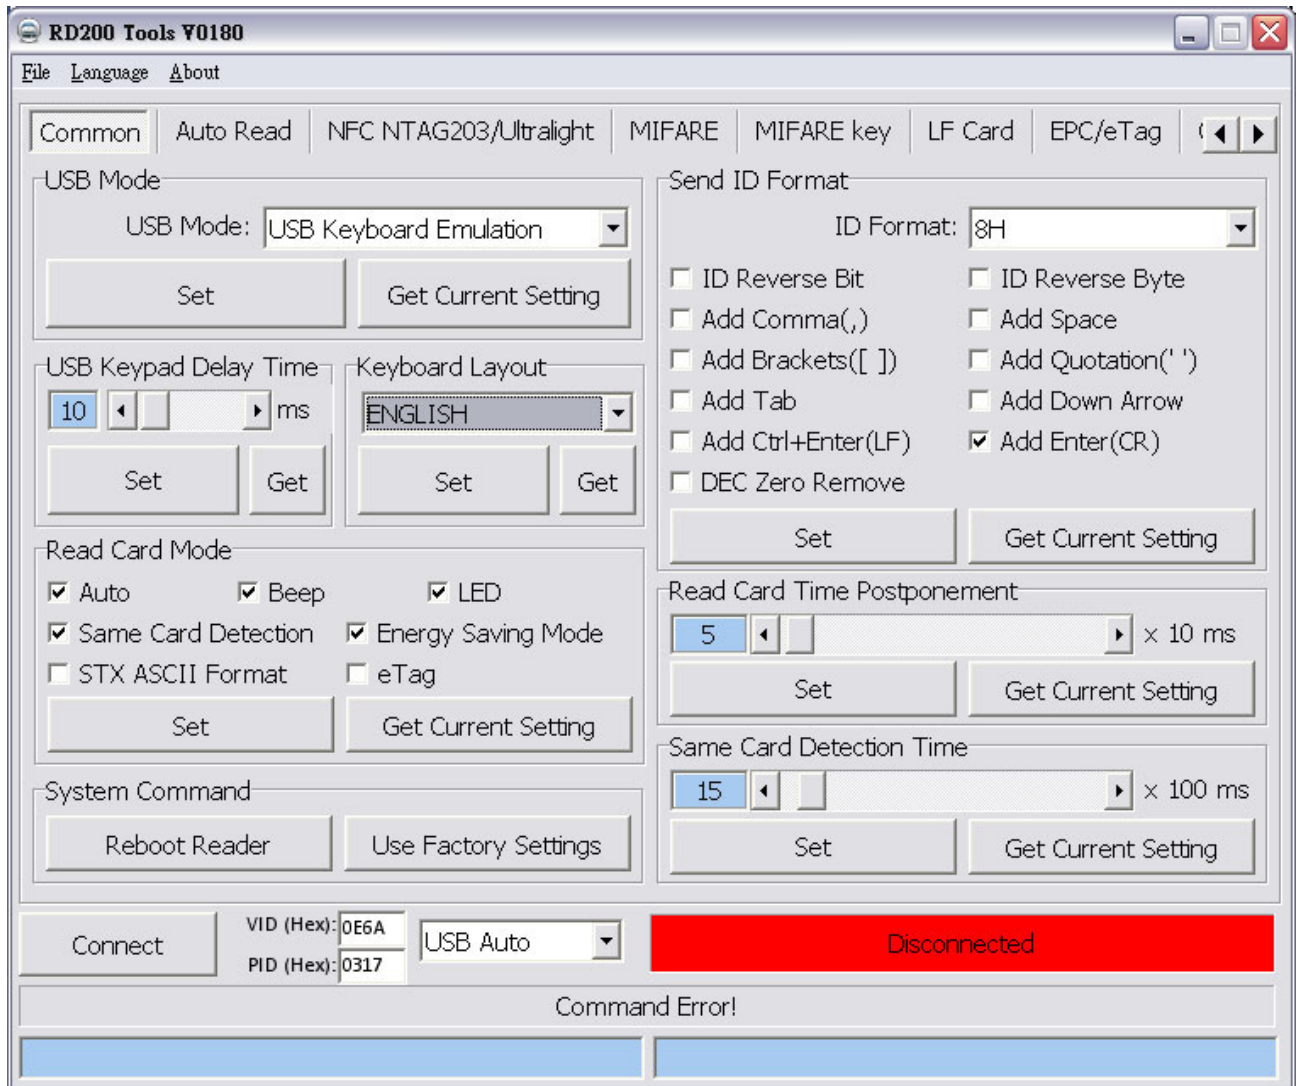 RD200 Tools V0180
File Language About
Common Auto Read NFC NTAG203/Ultralight MIFARE MIFARE key LF Card EPC/eTag
USB Mode
USB Mode: USB Keyboard Emulation
Set Get Current Setting
USB Keypad Delay Time
10 ms
Set Get
Keyboard Layout
ENGLISH
Set Get
Read Card Mode
Auto Beep LED
Same Card Detection Energy Saving Mode
STX ASCII Format eTag
Set Get Current Setting
System Command
Reboot Reader Use Factory Settings
Send ID Format
ID Format: 8H
ID Reverse Bit ID Reverse Byte
Add Comma(,) Add Space
Add Brackets([ ]) Add Quotation(' ')
Add Tab Add Down Arrow
Add Ctrl+Enter(LF) Add Enter(CR)
DEC Zero Remove
Set Get Current Setting
Read Card Time Postponement
5 x 10 ms
Set Get Current Setting
Same Card Detection Time
15 x 100 ms
Set Get Current Setting
Connect
VID (Hex): 0E6A
PID (Hex): 0317
USB Auto
Disconnected
Command Error!